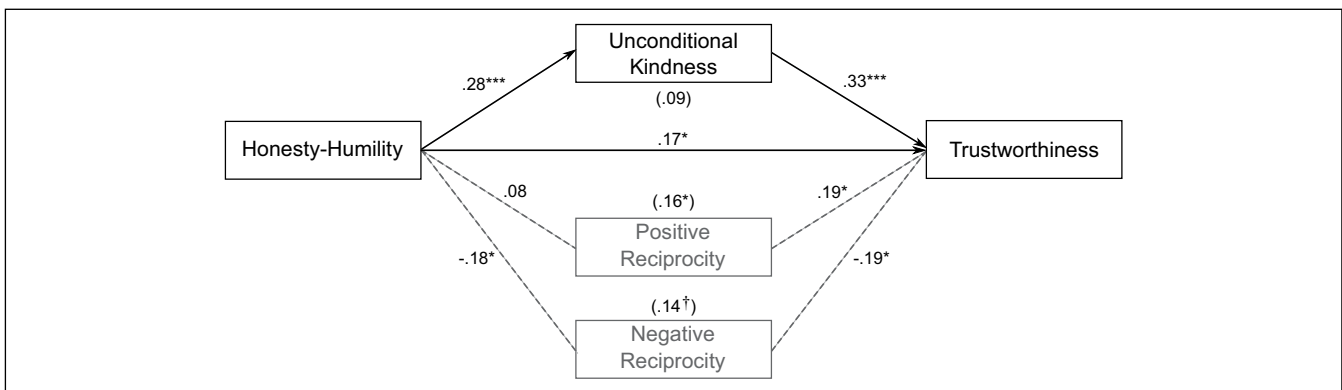 Unconditional
Kindness
.28***
.33***
(.09)
Honesty-Humility
.17*
Trustworthiness
.08
(.16*)
.19*
Positive
Reciprocity
-.18*
-.19*
(.14†)
Negative
Reciprocity